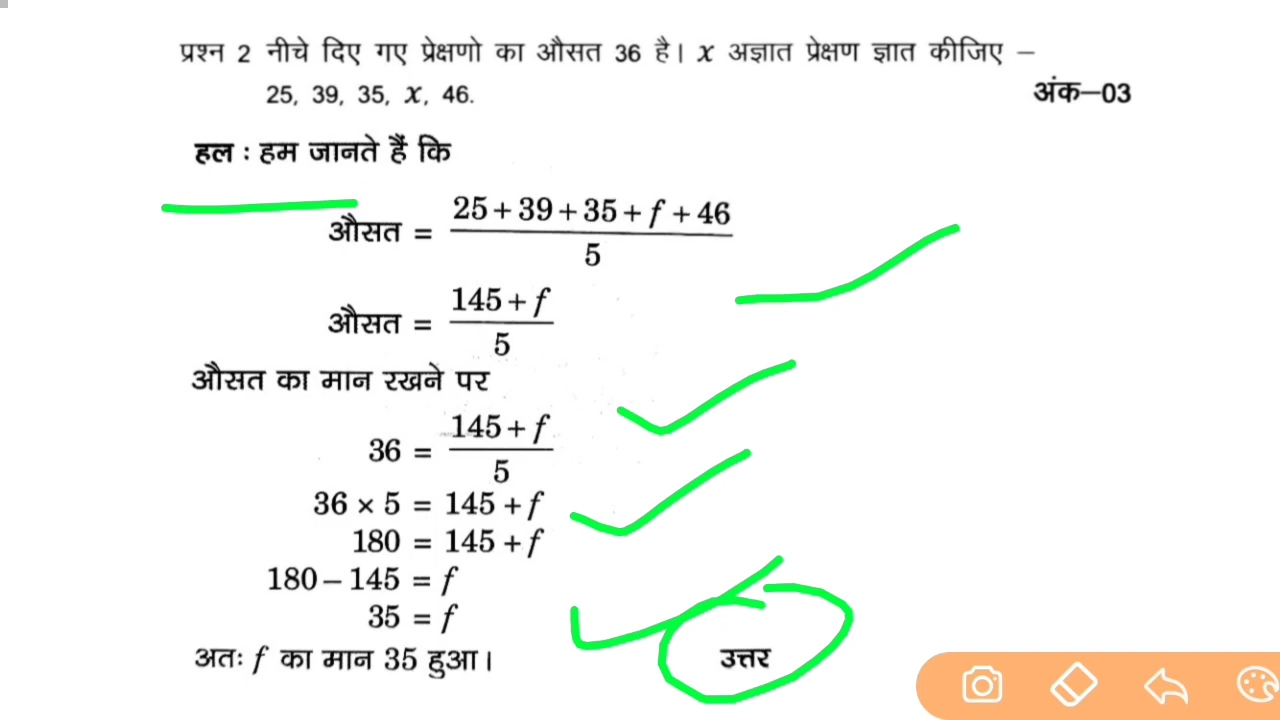 प्रश्न 2 नीचे दिए गए प्रेक्षणो का औसत 36 है। x अज्ञात प्रेक्षण ज्ञात कीजिए –
25, 39, 35, x, 46.
अंक–03
हल : हम जानते हैं कि
औसत = (25+39+35+f+46)/5
औसत = (145+f)/5
औसत का मान रखने पर
36 = (145+f)/5
36 × 5 = 145 + f
180 = 145 + f
180 – 145 = f
35 = f
अतः f का मान 35 हुआ।
उत्तर